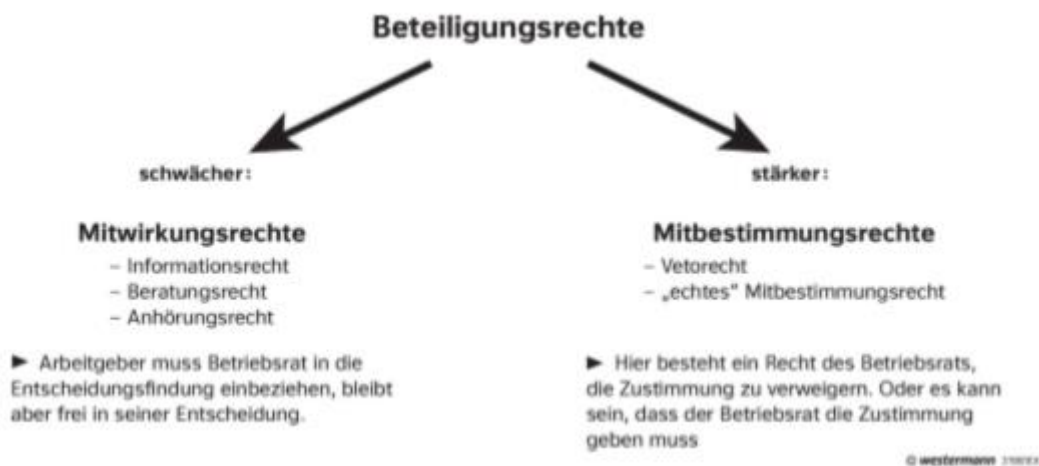 Beteiligungsrechte
schwächer:
Mitwirkungsrechte
– Informationsrecht
– Beratungsrecht
– Anhörungsrecht
► Arbeitgeber muss Betriebsrat in die
Entscheidungsfindung einbeziehen, bleibt
aber frei in seiner Entscheidung.
stärker:
Mitbestimmungsrechte
– Vetorecht
– „echtes“ Mitbestimmungsrecht
► Hier besteht ein Recht des Betriebsrats,
die Zustimmung zu verweigern. Oder es kann
sein, dass der Betriebsrat die Zustimmung
geben muss
© westermann